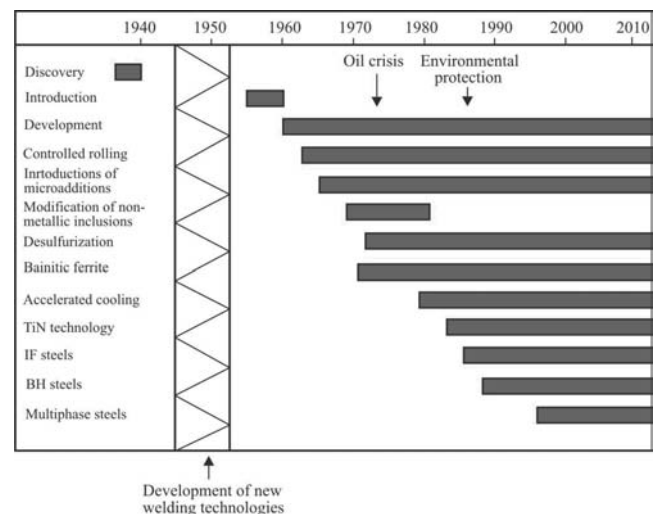 1940 1950 1960 1970 1980 1990 2000 2010
Oil crisis Environmental
protection
Discovery
Introduction
Development
Controlled rolling
Inrtoductions of
microadditions
Modification of non-
metallic inclusions
Desulfurization
Bainitic ferrite
Accelerated cooling
TiN technology
IF steels
BH steels
Multiphase steels
Development of new
welding technologies